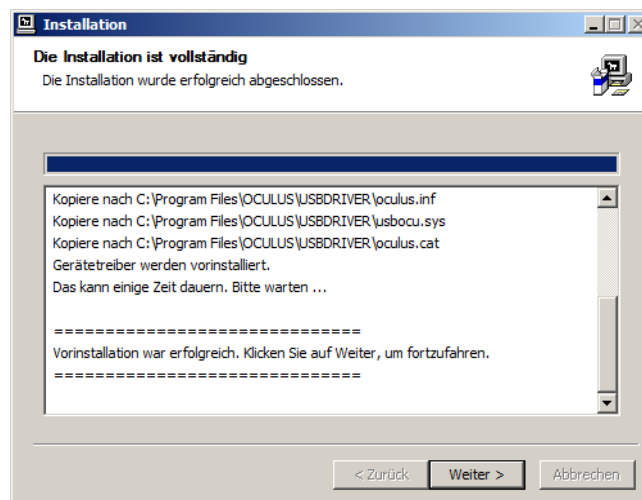 Installation
Die Installation ist vollständig
Die Installation wurde erfolgreich abgeschlossen.
Kopiere nach C:\Program Files\OCULUS\USBDRIVER\oculus.inf
Kopiere nach C:\Program Files\OCULUS\USBDRIVER\usbocu.sys
Kopiere nach C:\Program Files\OCULUS\USBDRIVER\oculus.cat
Gerätetreiber werden vorinstalliert.
Das kann einige Zeit dauern. Bitte warten ...
==============================
Vorinstallation war erfolgreich. Klicken Sie auf Weiter, um fortzufahren.
==============================
< Zurück Weiter > Abbrechen